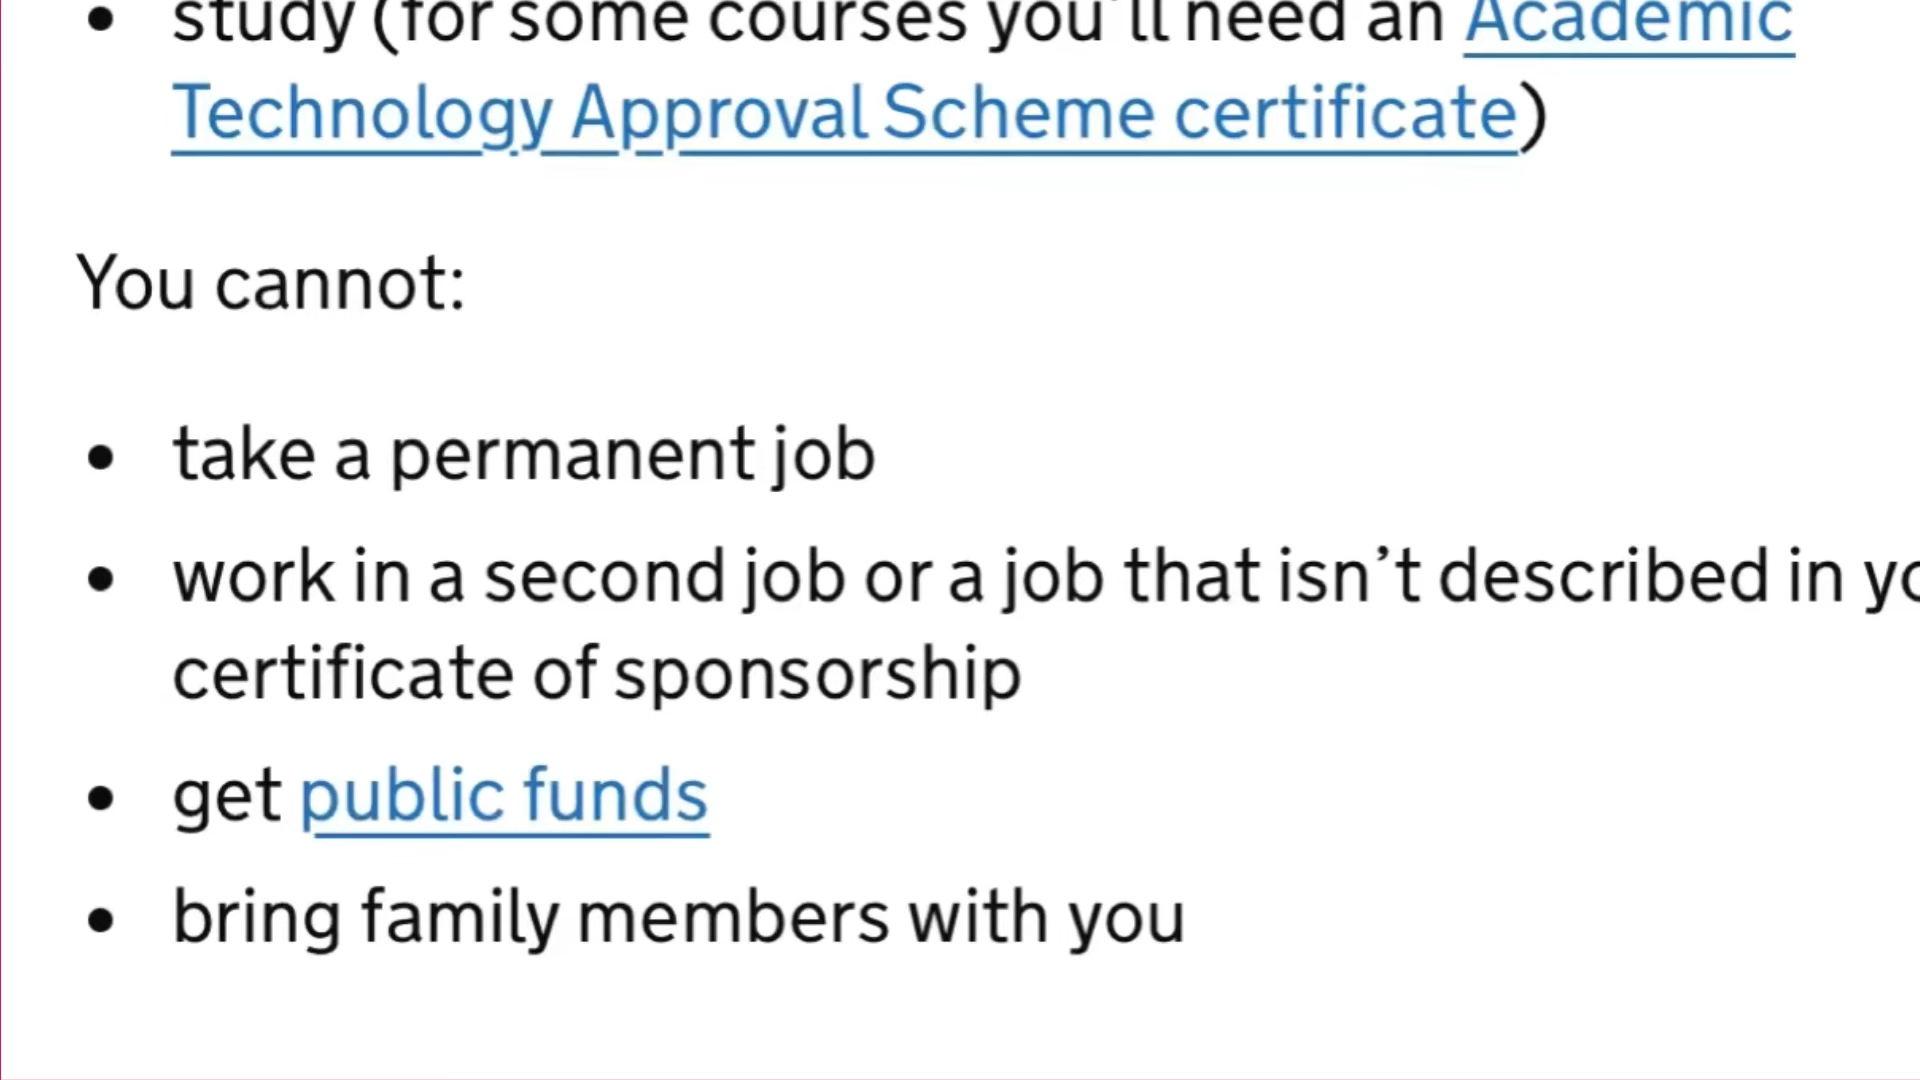 • study (for some courses you'll need an Academic
Technology Approval Scheme certificate)
You cannot:
• take a permanent job
• work in a second job or a job that isn’t described in
certificate of sponsorship
• get public funds
• bring family members with you